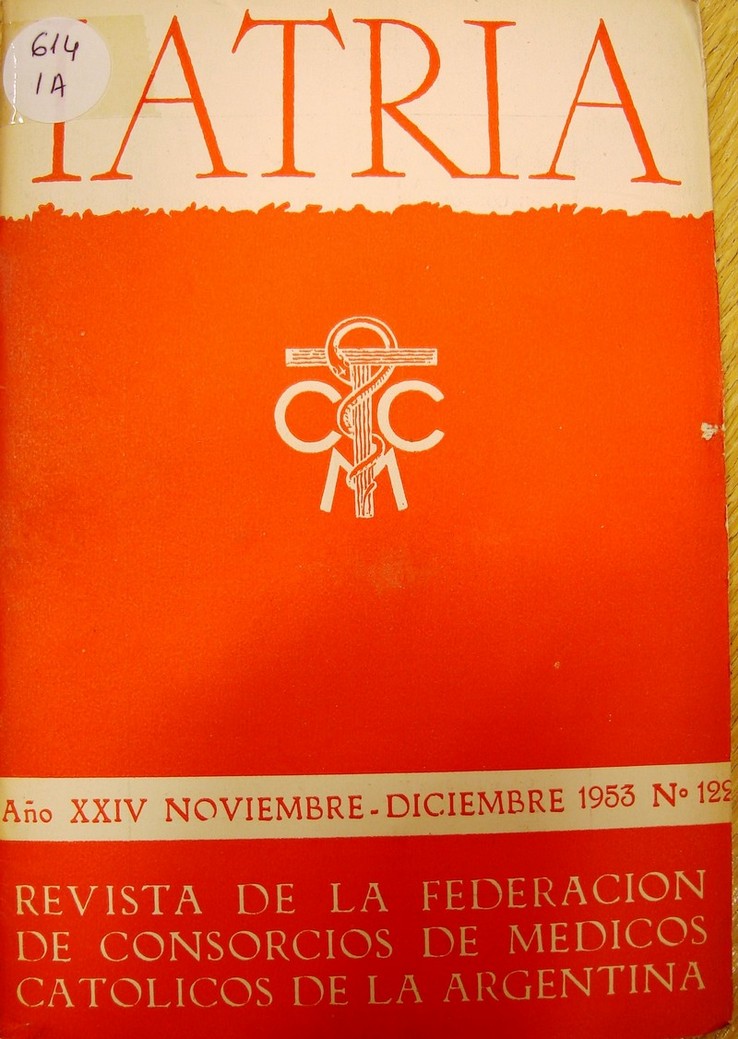 614
IA
IATRIA
C C
M
Año XXIV NOVIEMBRE-DICIEMBRE 1953 Nº 122
REVISTA DE LA FEDERACION
DE CONSORCIOS DE MEDICOS
CATOLICOS DE LA ARGENTINA